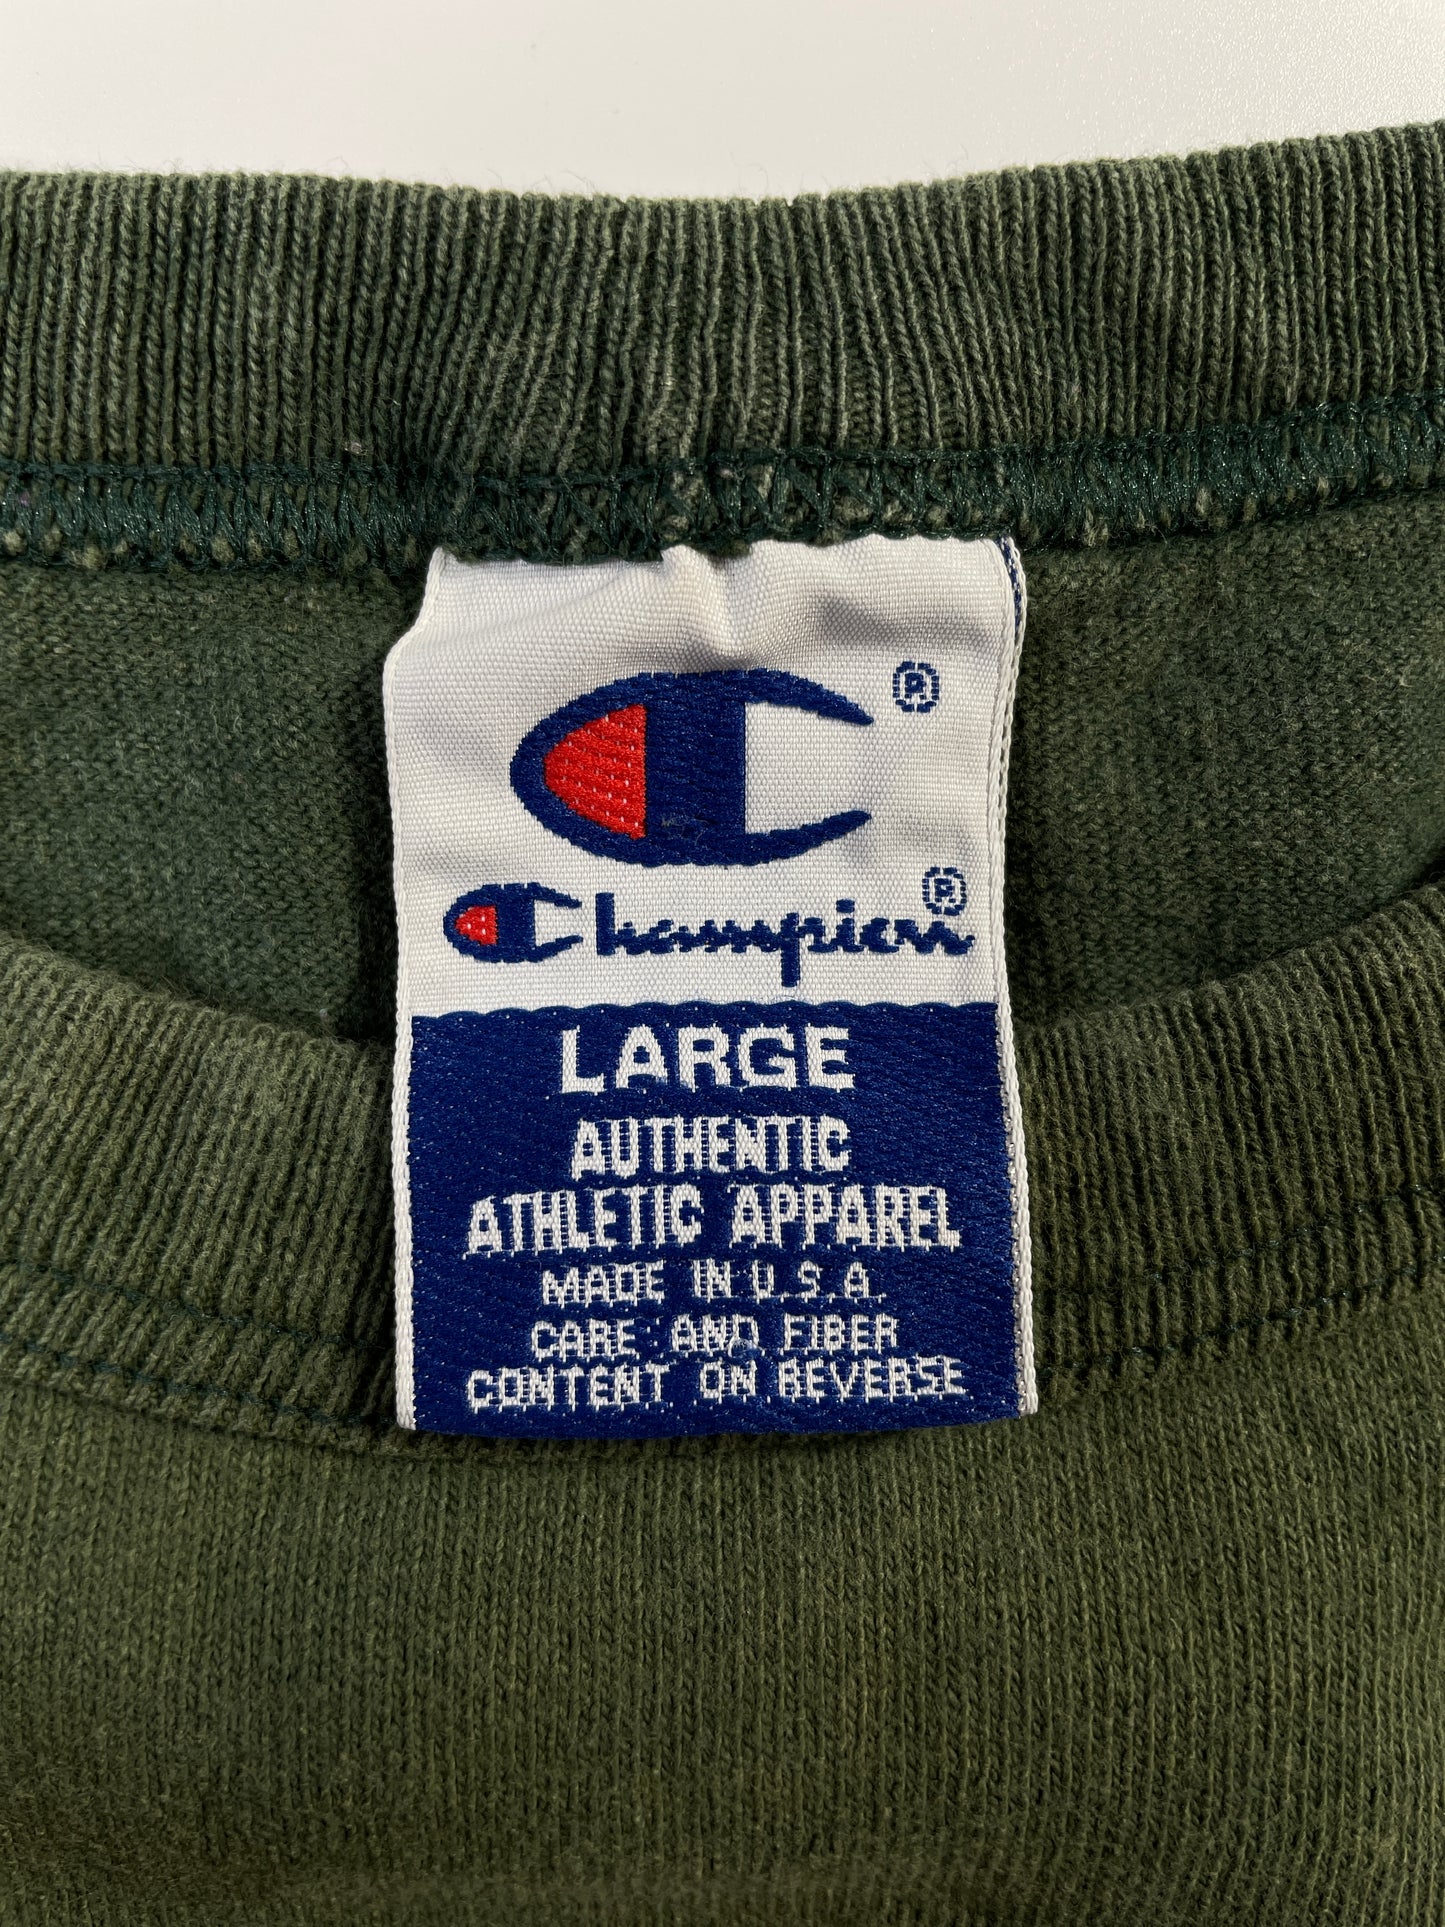 ®
Champion®
LARGE
AUTHENTIC
ATHLETIC APPAREL
MADE IN U.S.A.
CARE AND FIBER
CONTENT ON REVERSE